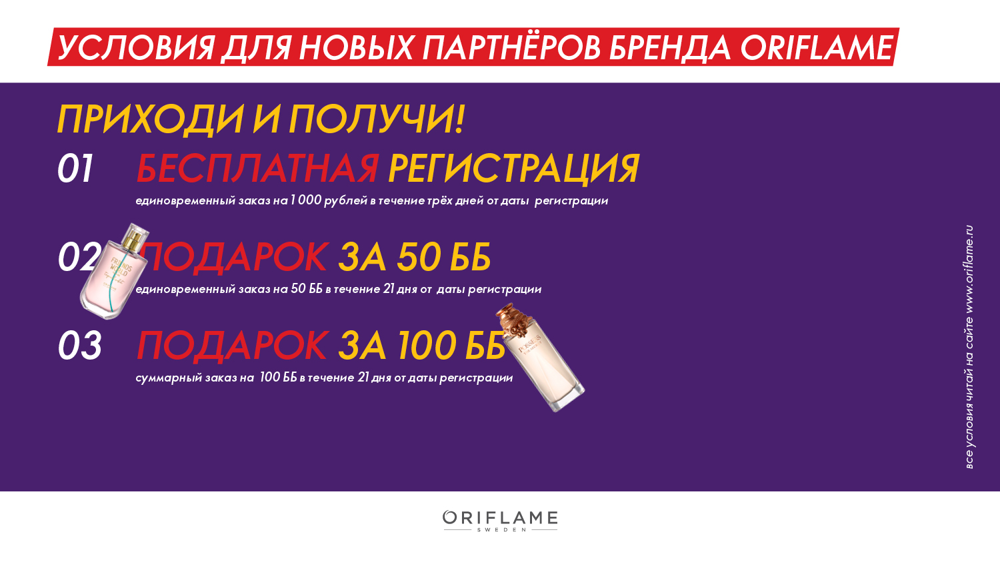 УСЛОВИЯ ДЛЯ НОВЫХ ПАРТНЁРОВ БРЕНДА ORIFLAME
ПРИХОДИ И ПОЛУЧИ!
01 БЕСПЛАТНАЯ РЕГИСТРАЦИЯ
единовременный заказ на 1 000 рублей в течение трёх дней от даты регистрации
02 ПОДАРОК ЗА 50 ББ
единовременный заказ на 50 ББ в течение 21 дня от даты регистрации
FRIENDS
WORLD
03 ПОДАРОК ЗА 100 ББ
суммарный заказ на 100 ББ в течение 21 дня от даты регистрации
POSSESS
все условия читай на сайте www.oriflame.ru
ORIFLAME
SWEDEN